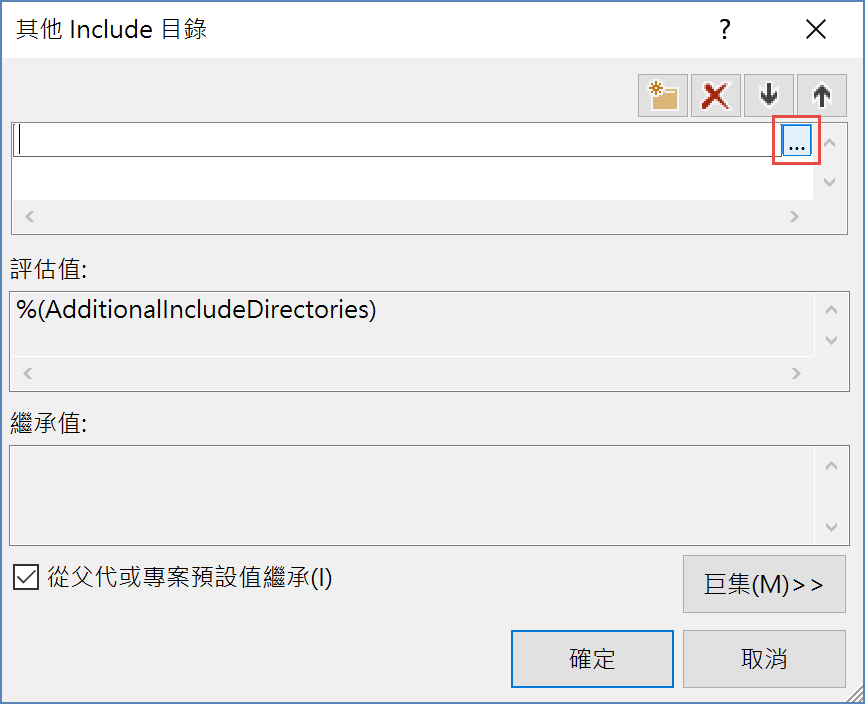 其他 Include 目錄
?
...
評估值:
%(AdditionalIncludeDirectories)
繼承值:
從父代或專案預設值繼承(I)
巨集(M)>>
確定
取消